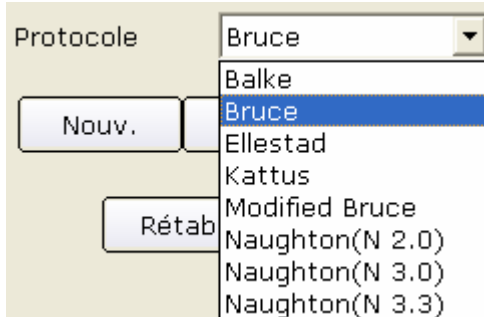 Protocole Bruce
Balke
Nouv. Bruce
Ellestad
Kattus
Modified Bruce
Rétab Naughton(N 2.0)
Naughton(N 3.0)
Naughton(N 3.3)